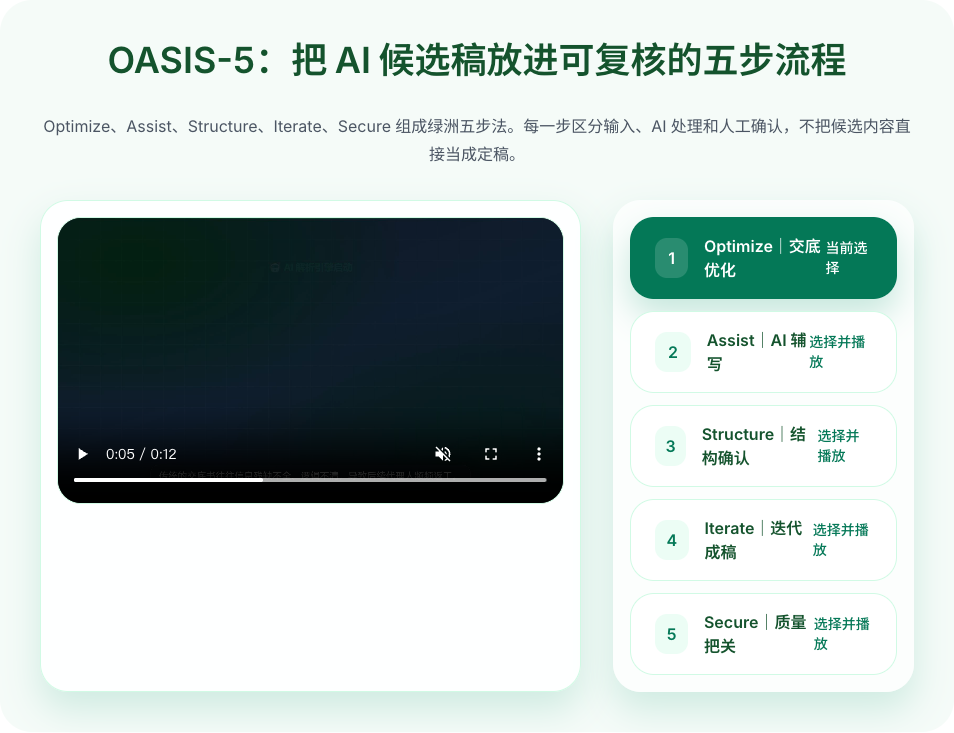 OASIS-5：把 AI 候选稿放进可复核的五步流程
Optimize、Assist、Structure、Iterate、Secure 组成绿洲五步法。每一步区分输入、AI 处理和人工确认，不把候选内容直
接当成定稿。
0:05 / 0:12
1
Optimize｜交底
优化
当前选
择
2
Assist｜AI 辅
写
选择并播
放
3
Structure｜结
构确认
选择并
播放
4
Iterate｜迭代
成稿
选择并播
放
5
Secure｜质量
把关
选择并播
放